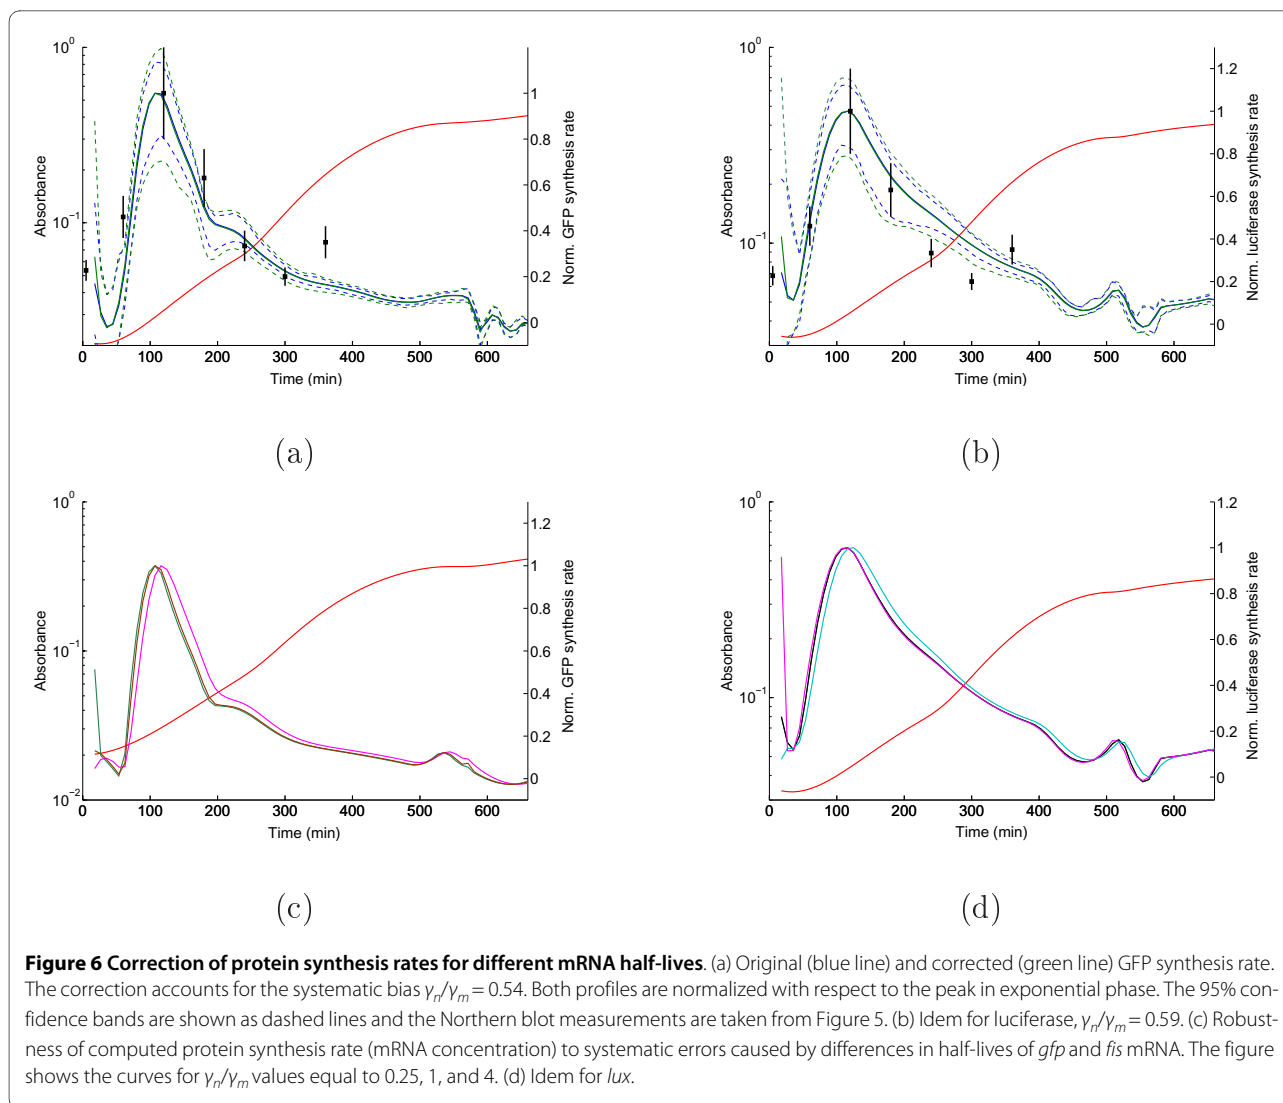 10^0
10^-1
Absorbance
0 100 200 300 400 500 600
Time (min)
1
0.8
0.6
0.4
0.2
0
Norm. GFP synthesis rate
(a)
10^0
10^-1
Absorbance
0 100 200 300 400 500 600
Time (min)
1.2
1
0.8
0.6
0.4
0.2
0
Norm. luciferase synthesis rate
(b)
10^0
10^-1
10^-2
Absorbance
0 100 200 300 400 500 600
Time (min)
1.2
1
0.8
0.6
0.4
0.2
0
Norm. GFP synthesis rate
(c)
10^0
10^-1
Absorbance
0 100 200 300 400 500 600
Time (min)
1.2
1
0.8
0.6
0.4
0.2
0
Norm. luciferase synthesis rate
(d)
Figure 6 Correction of protein synthesis rates for different mRNA half-lives. (a) Original (blue line) and corrected (green line) GFP synthesis rate.
The correction accounts for the systematic bias γn/γm = 0.54. Both profiles are normalized with respect to the peak in exponential phase. The 95% con-
fidence bands are shown as dashed lines and the Northern blot measurements are taken from Figure 5. (b) Idem for luciferase, γn/γm = 0.59. (c) Robust-
ness of computed protein synthesis rate (mRNA concentration) to systematic errors caused by differences in half-lives of gfp and fis mRNA. The figure
shows the curves for γn/γm values equal to 0.25, 1, and 4. (d) Idem for lux.